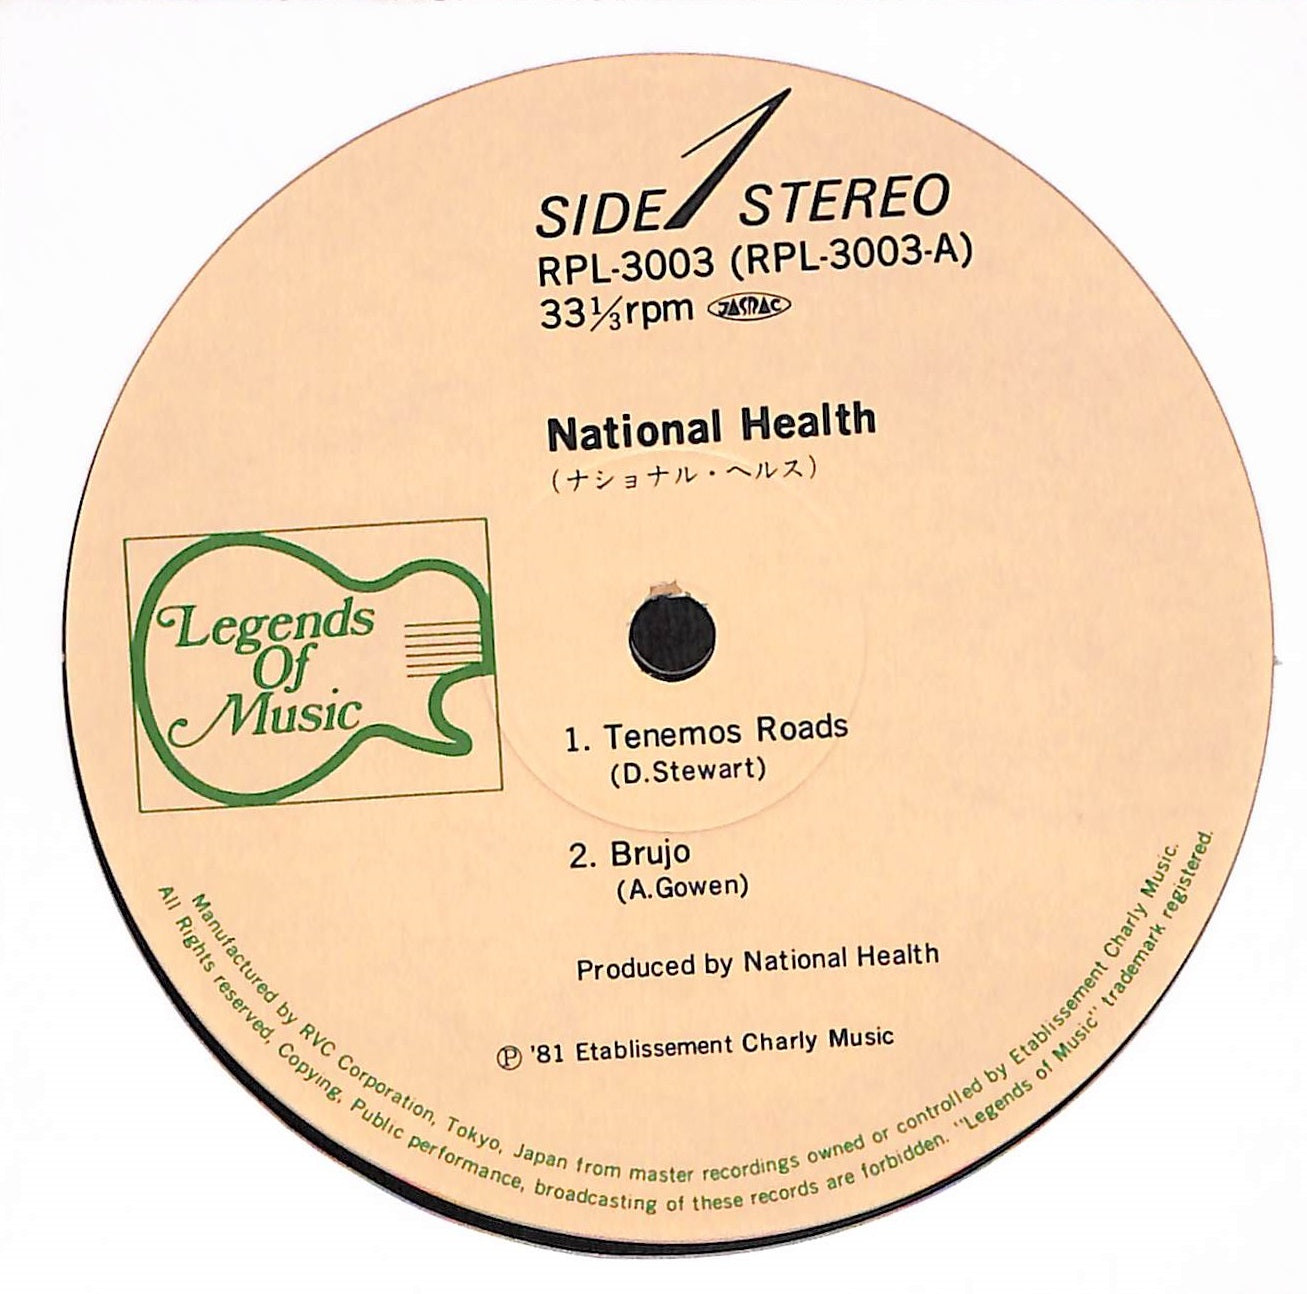 SIDE 1 STEREO
RPL-3003 (RPL-3003-A)
33⅓rpm JASRAC
National Health
(ナショナル・ヘルス)
Legends
Of
Music
1. Tenemos Roads
(D.Stewart)
2. Brujo
(A.Gowen)
Produced by National Health
Ⓟ '81 Etablissement Charly Music
Manufactured by RVC Corporation, Tokyo, Japan from master recordings owned or controlled by Etablissement Charly Music.
All Rights reserved, Copying, Public performance, broadcasting of these records are forbidden. "Legends of Music" trademark registered.